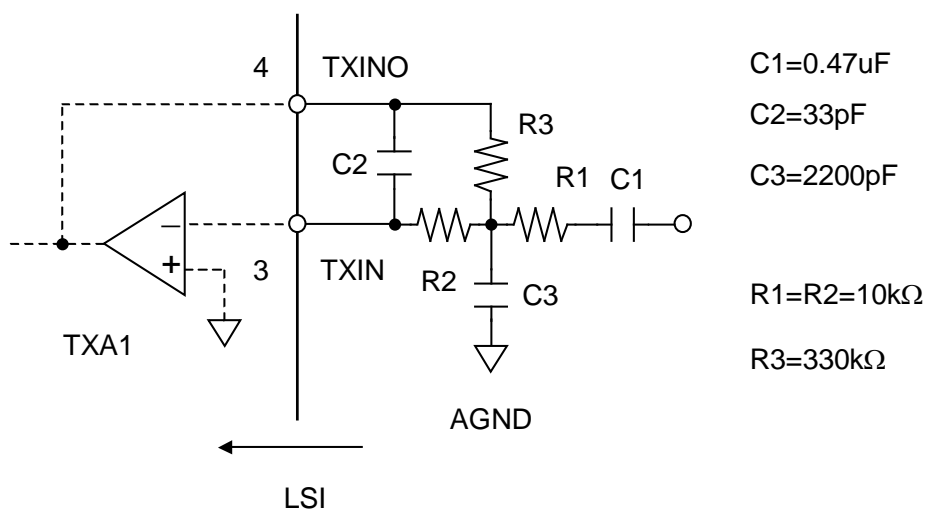 4 TXINO
C1=0.47uF
C2=33pF
R3
C2
R1 C1
C3=2200pF
−
+
3 TXIN
R2
C3
R1=R2=10kΩ
TXA1
R3=330kΩ
AGND
LSI